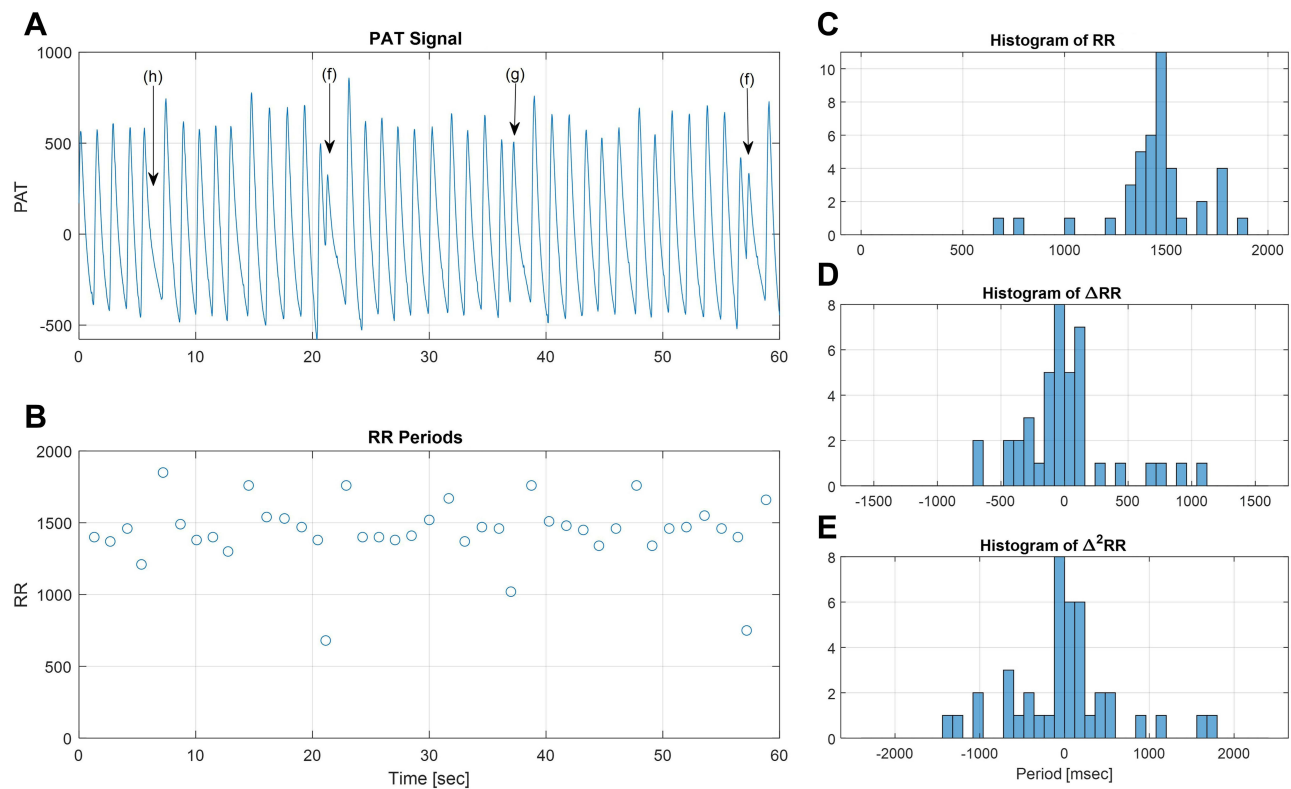 A
PAT Signal
1000
500
0
-500
PAT
(h)
(f)
(g)
(f)
0 10 20 30 40 50 60
B
RR Periods
2000
1500
1000
500
0
RR
0 10 20 30 40 50 60
Time [sec]
C
Histogram of RR
10
8
6
4
2
0
0 500 1000 1500 2000
D
Histogram of ΔRR
8
6
4
2
0
-1500 -1000 -500 0 500 1000 1500
E
Histogram of Δ²RR
8
6
4
2
0
-2000 -1000 0 1000 2000
Period [msec]